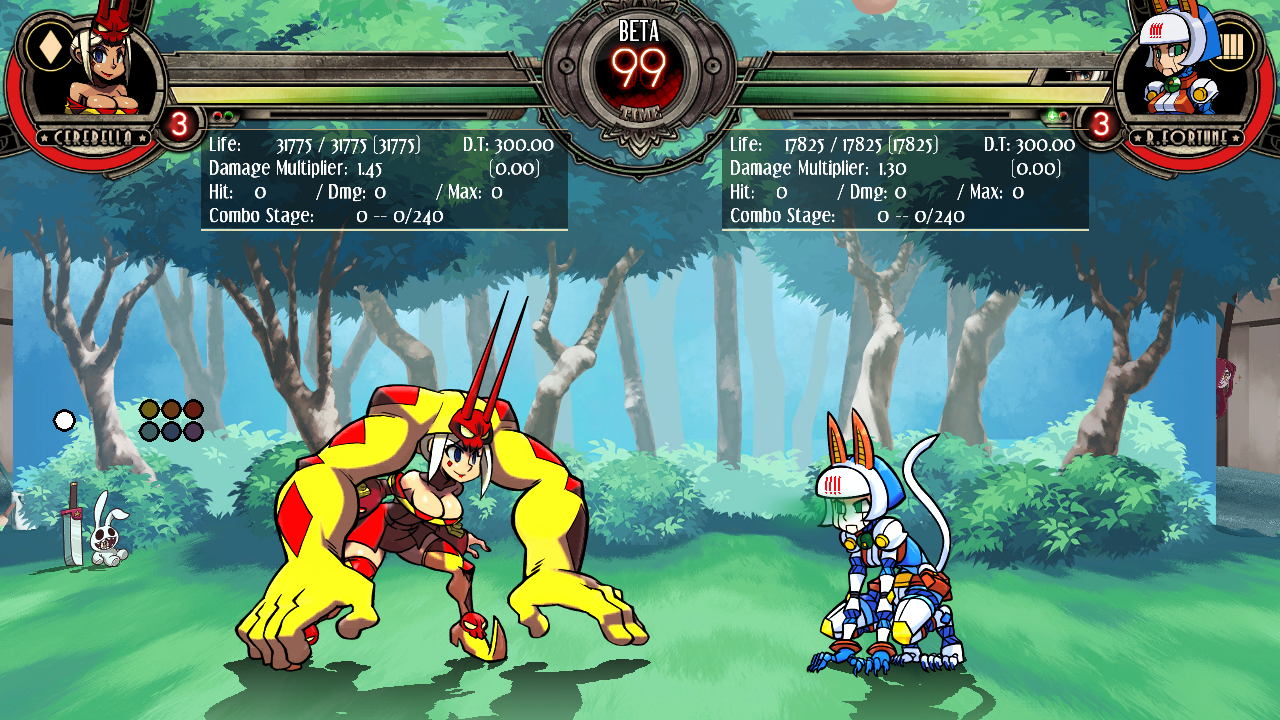 BETA
99
TIME
CEREBELLA
3
R.FORTUNE
3
Life: 31775 / 31775 (31775) D.T: 300.00
Damage Multiplier: 1.45 (0.00)
Hit: 0 / Dmg: 0 / Max: 0
Combo Stage: 0 -- 0/240
Life: 17825 / 17825 (17825) D.T: 300.00
Damage Multiplier: 1.30 (0.00)
Hit: 0 / Dmg: 0 / Max: 0
Combo Stage: 0 -- 0/240